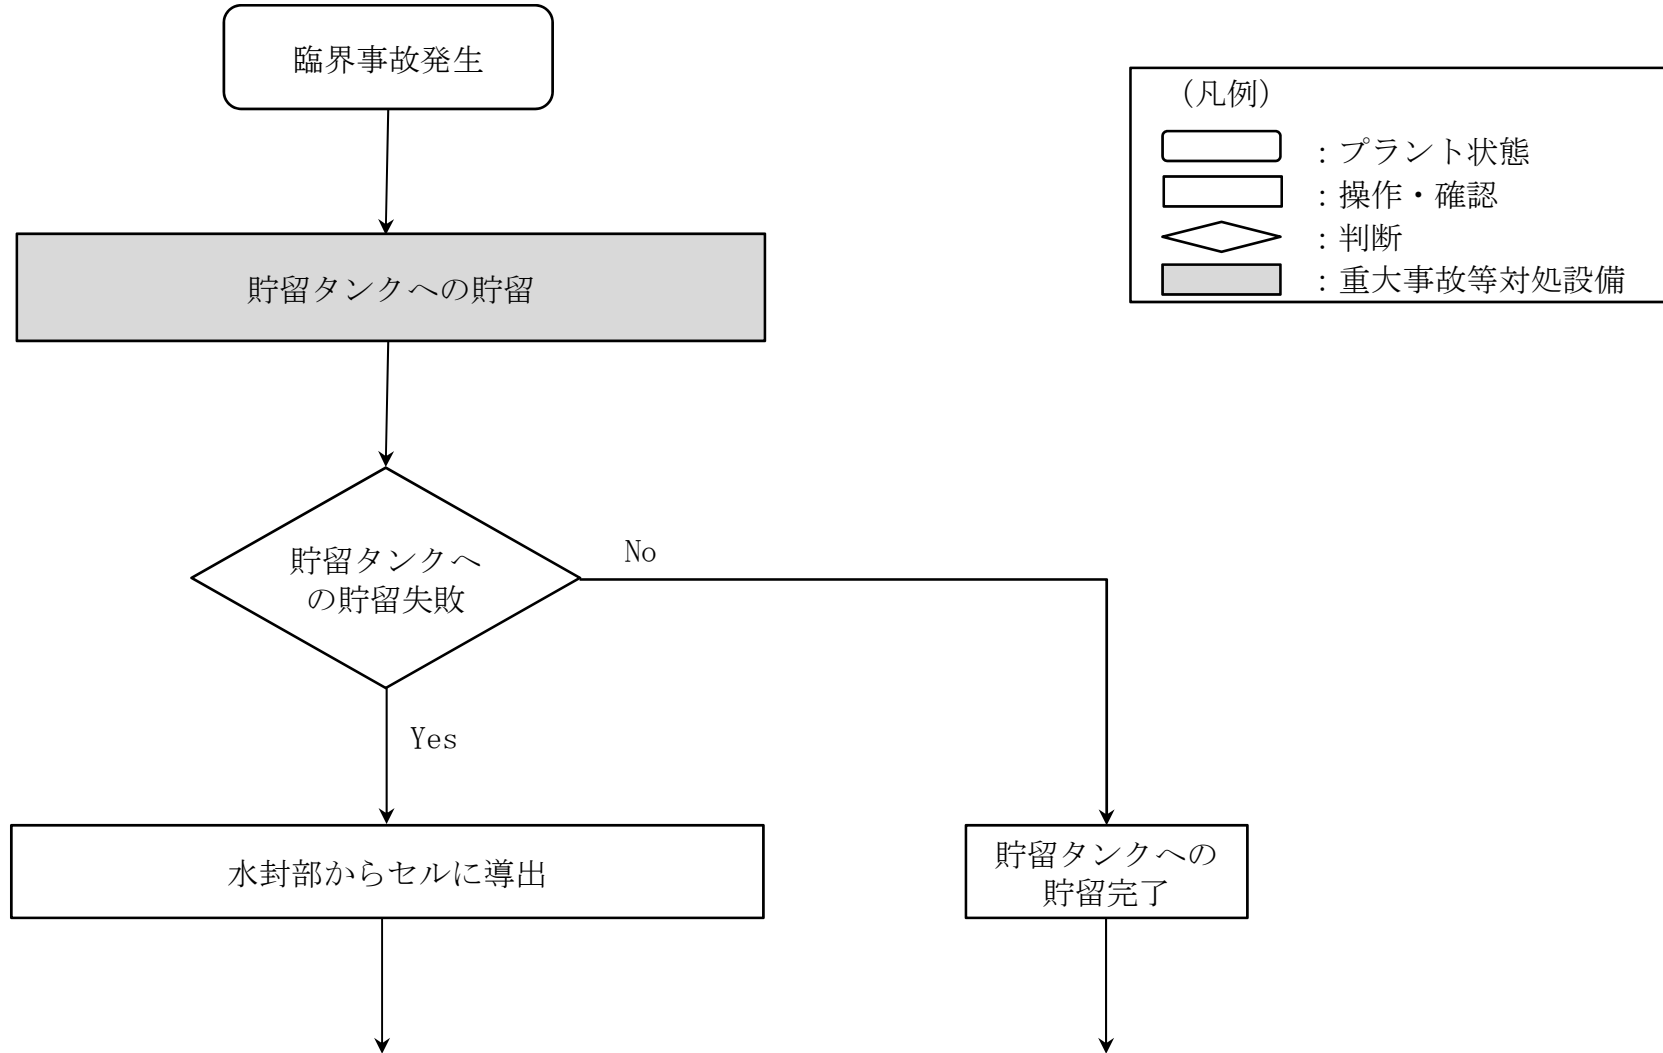 臨界事故発生
(凡例)
：プラント状態
：操作・確認
：判断
：重大事故等対処設備
貯留タンクへの貯留
貯留タンクへ
の貯留失敗
No
Yes
水封部からセルに導出
貯留タンクへの
貯留完了